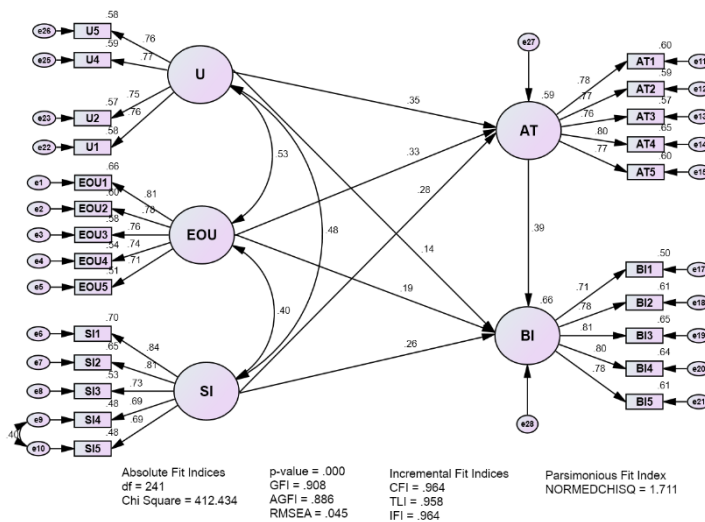 e26 U5 .58 .76
e25 U4 .59 .77
e23 U2 .57 .75
e22 U1 .58 .76
U
e1 EOU1 .66 .81
e2 EOU2 .60 .78
e3 EOU3 .58 .76
e4 EOU4 .54 .74
e5 EOU5 .51 .71
EOU
e6 SI1 .70 .84
e7 SI2 .65 .81
e8 SI3 .53 .73
e9 SI4 .48 .69
e10 SI5 .48 .69
.40
SI
.53
.48
.40
.35
.33
.28
.14
.19
.26
.39
e27
.59
AT
.78 AT1 .60 e11
.77 AT2 .59 e12
.76 AT3 .57 e13
.80 AT4 .65 e14
.77 AT5 .60 e15
.66
BI
e28
.71 BI1 .50 e17
.78 BI2 .61 e18
.81 BI3 .65 e19
.80 BI4 .64 e20
.78 BI5 .61 e21
Absolute Fit Indices
df = 241
Chi Square = 412.434
p-value = .000
GFI = .908
AGFI = .886
RMSEA = .045
Incremental Fit Indices
CFI = .964
TLI = .958
IFI = .964
Parsimonious Fit Index
NORMEDCHISQ = 1.711